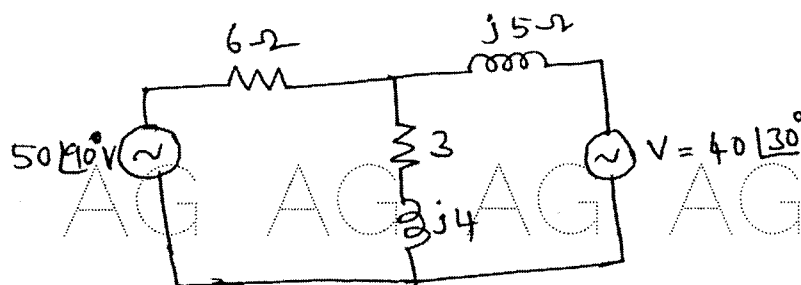 6Ω
j5Ω
50∠90° V
3
V = 40∠30°
j4
AG AG AG AG